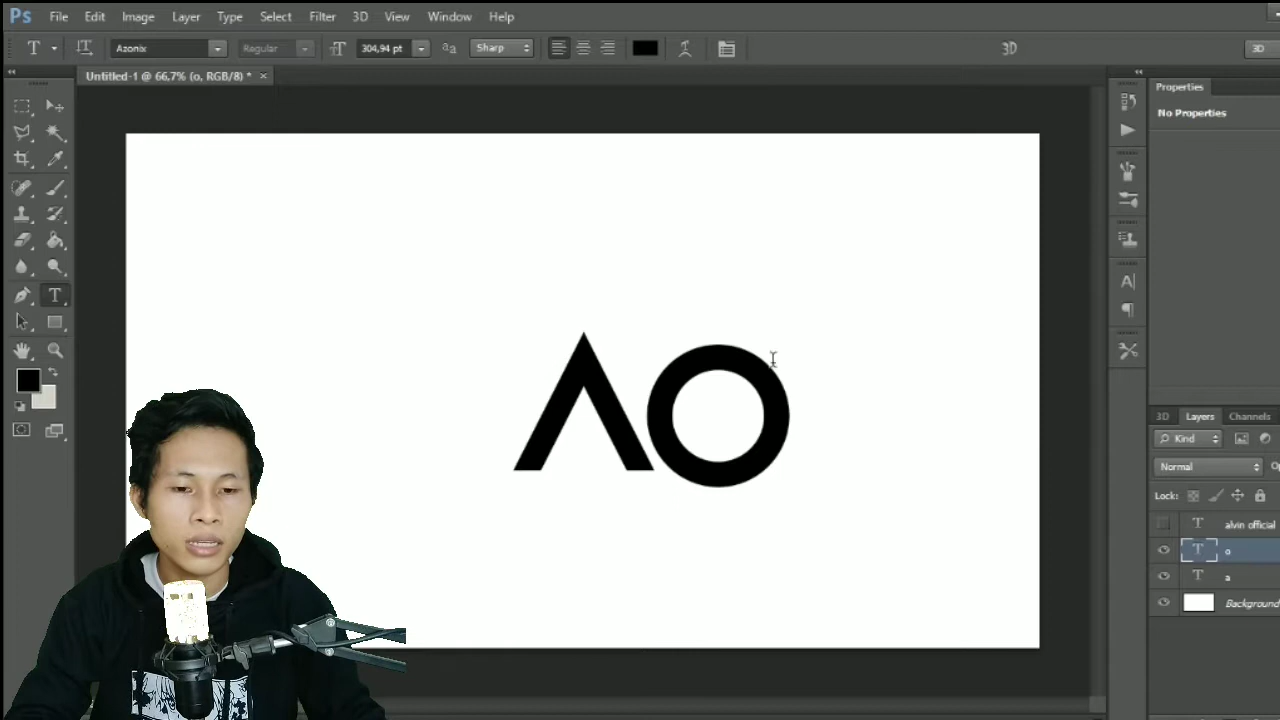 Ps File Edit Image Layer Type Select Filter 3D View Window Help
T Azonix Regular 304,94 pt Sharp 3D 3D
Untitled-1 @ 66,7% (o, RGB/8) * ×
Properties
No Properties
AO
3D Layers Channels
Kind
Normal
Lock:
T alvin official
T o
T a
Background